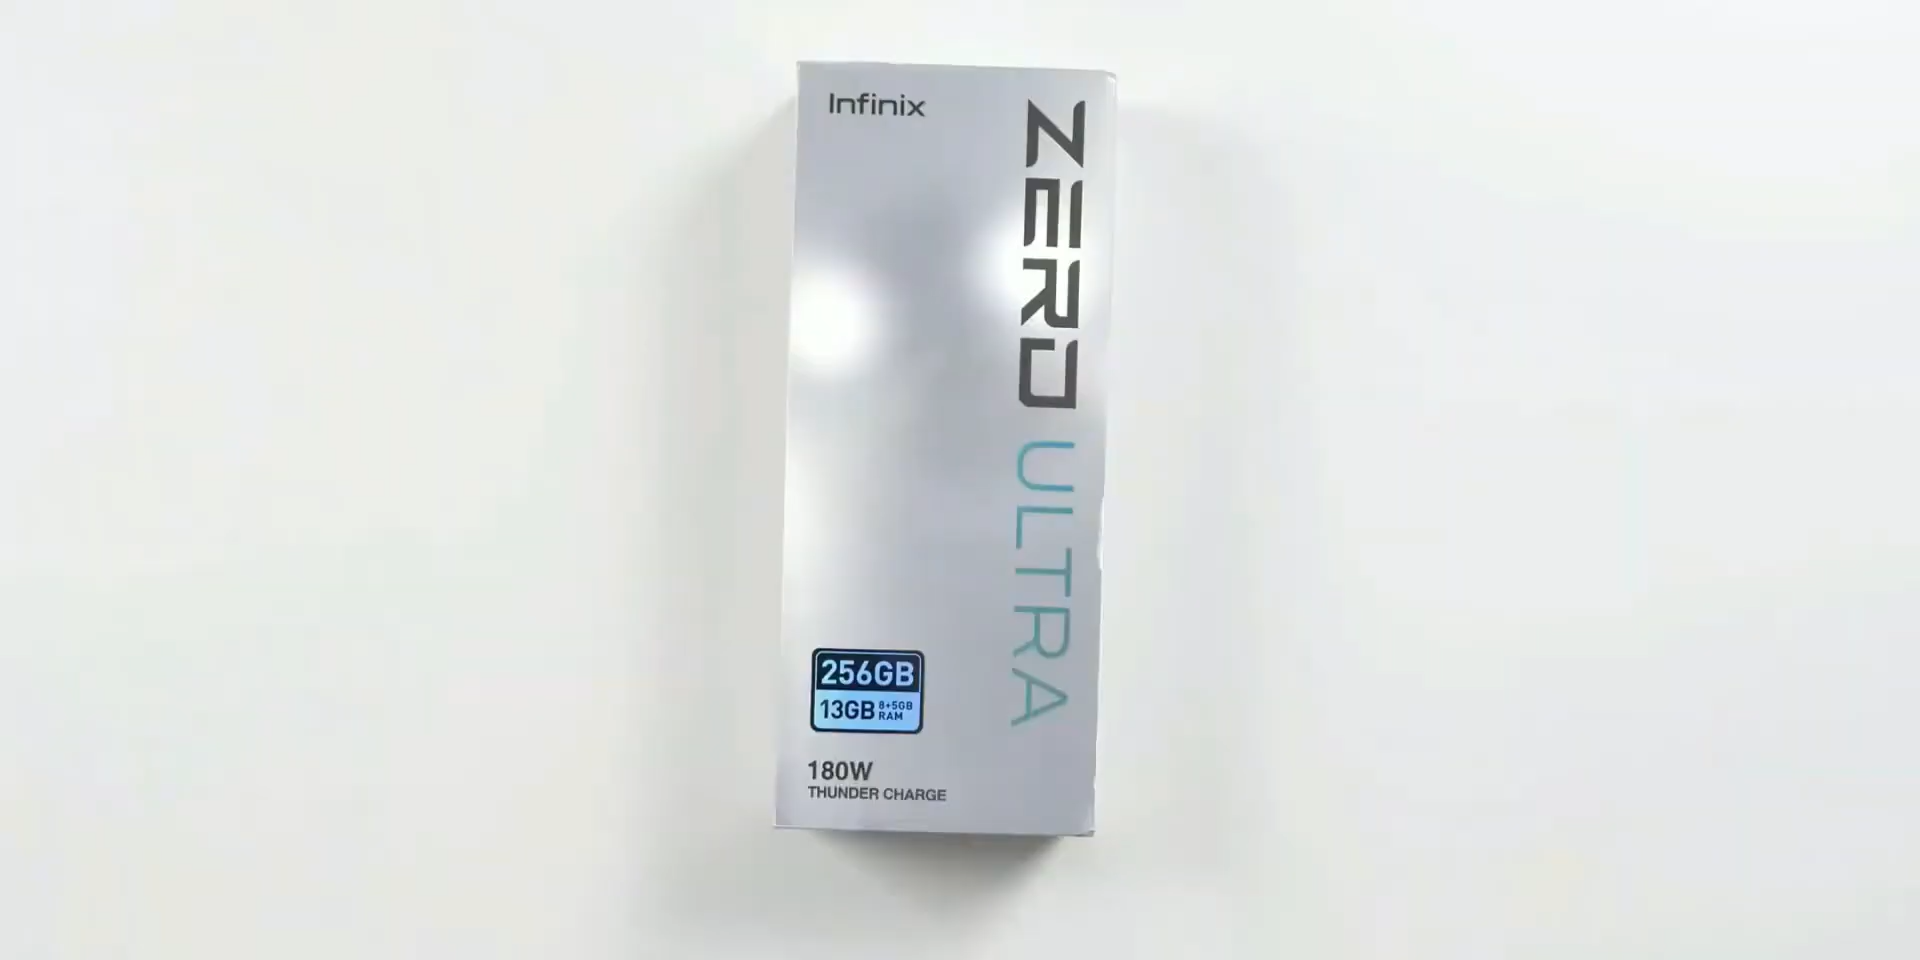 Infinix
ZERO ULTRA
256GB
13GB 8+5GB RAM
180W
THUNDER CHARGE